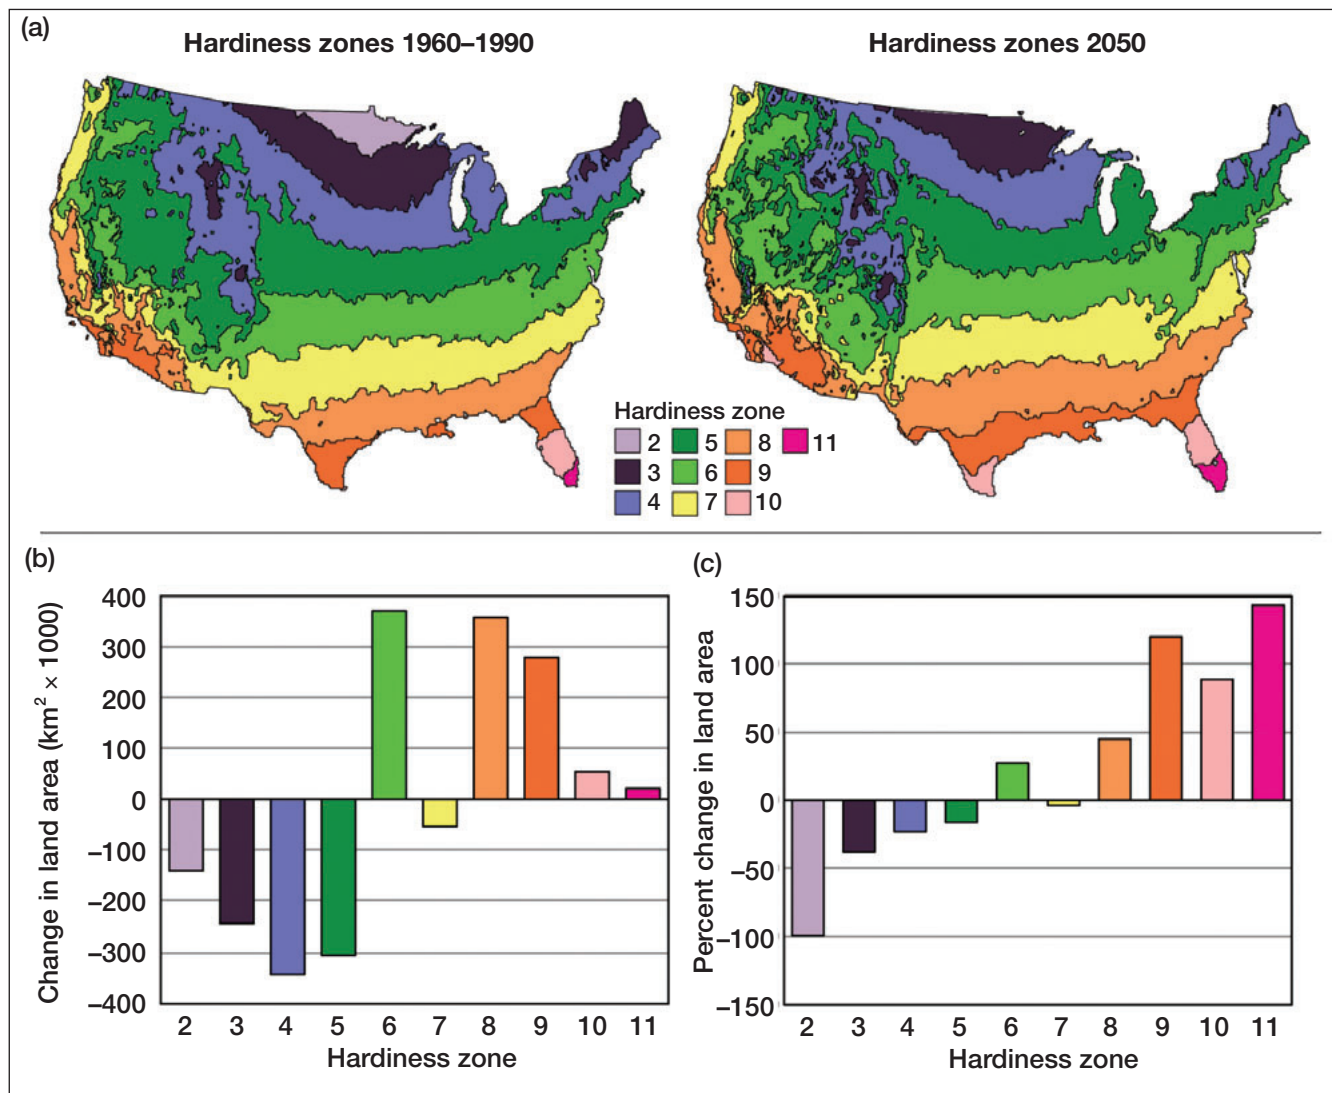 (a)
Hardiness zones 1960–1990
Hardiness zones 2050
Hardiness zone
2 5 8 11
3 6 9
4 7 10
(b)
Change in land area (km² × 1000)
400
300
200
100
0
–100
–200
–300
–400
2 3 4 5 6 7 8 9 10 11
Hardiness zone
(c)
Percent change in land area
150
100
50
0
–50
–100
–150
2 3 4 5 6 7 8 9 10 11
Hardiness zone